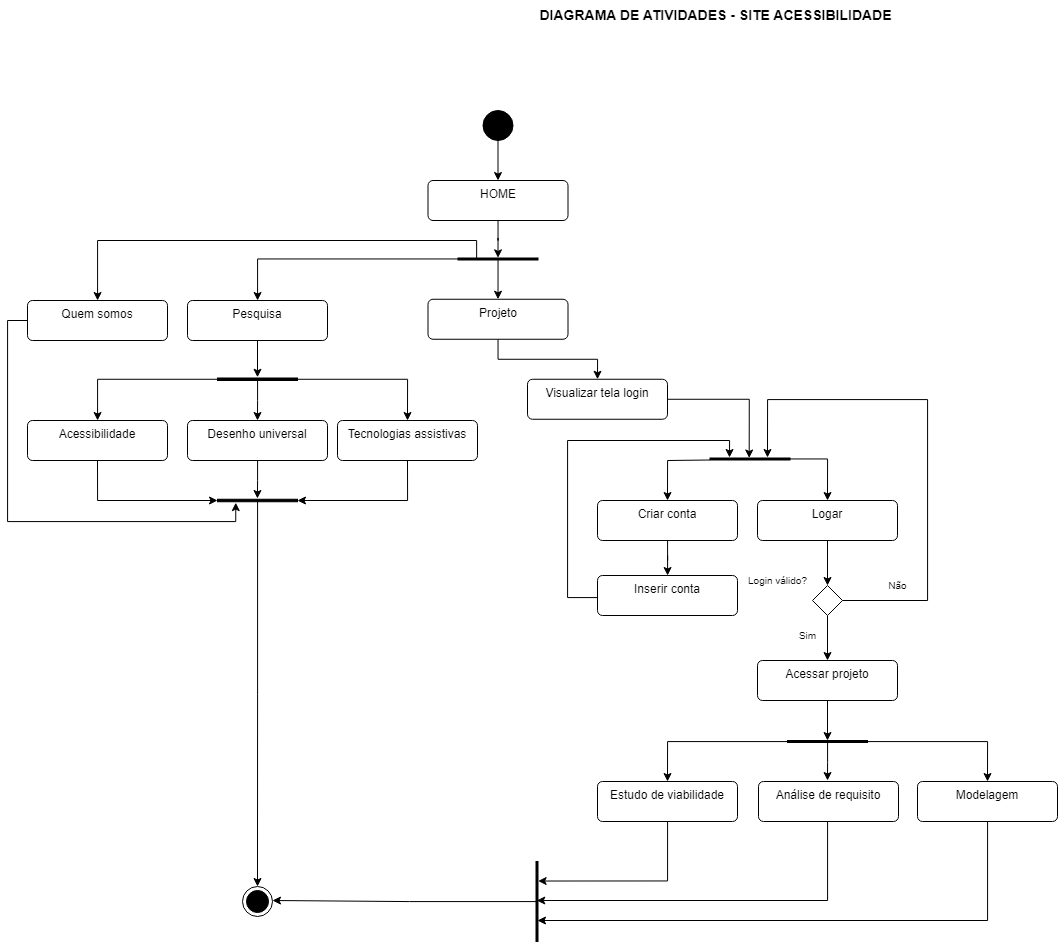 DIAGRAMA DE ATIVIDADES - SITE ACESSIBILIDADE
HOME
Quem somos
Pesquisa
Projeto
Visualizar tela login
Acessibilidade
Desenho universal
Tecnologias assistivas
Criar conta
Logar
Login válido?
Não
Inserir conta
Sim
Acessar projeto
Estudo de viabilidade
Análise de requisito
Modelagem